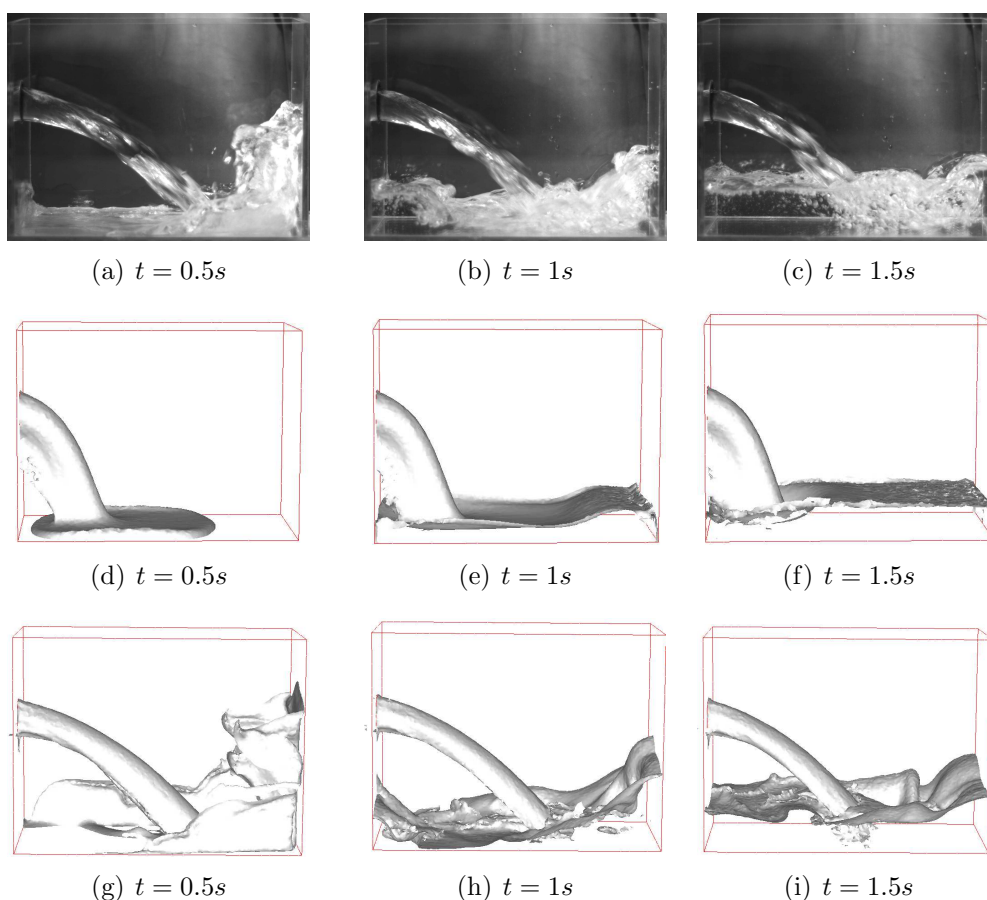 (a) t = 0.5s
(b) t = 1s
(c) t = 1.5s
(d) t = 0.5s
(e) t = 1s
(f) t = 1.5s
(g) t = 0.5s
(h) t = 1s
(i) t = 1.5s